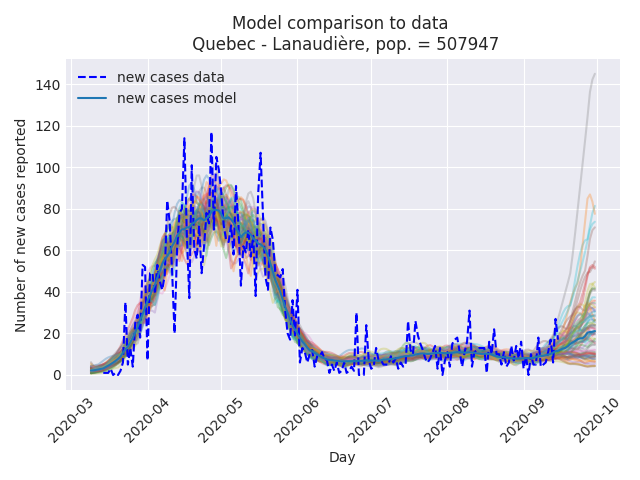 Model comparison to data
Quebec - Lanaudière, pop. = 507947
new cases data
new cases model
Number of new cases reported
140
120
100
80
60
40
20
0
2020-03
2020-04
2020-05
2020-06
2020-07
2020-08
2020-09
2020-10
Day